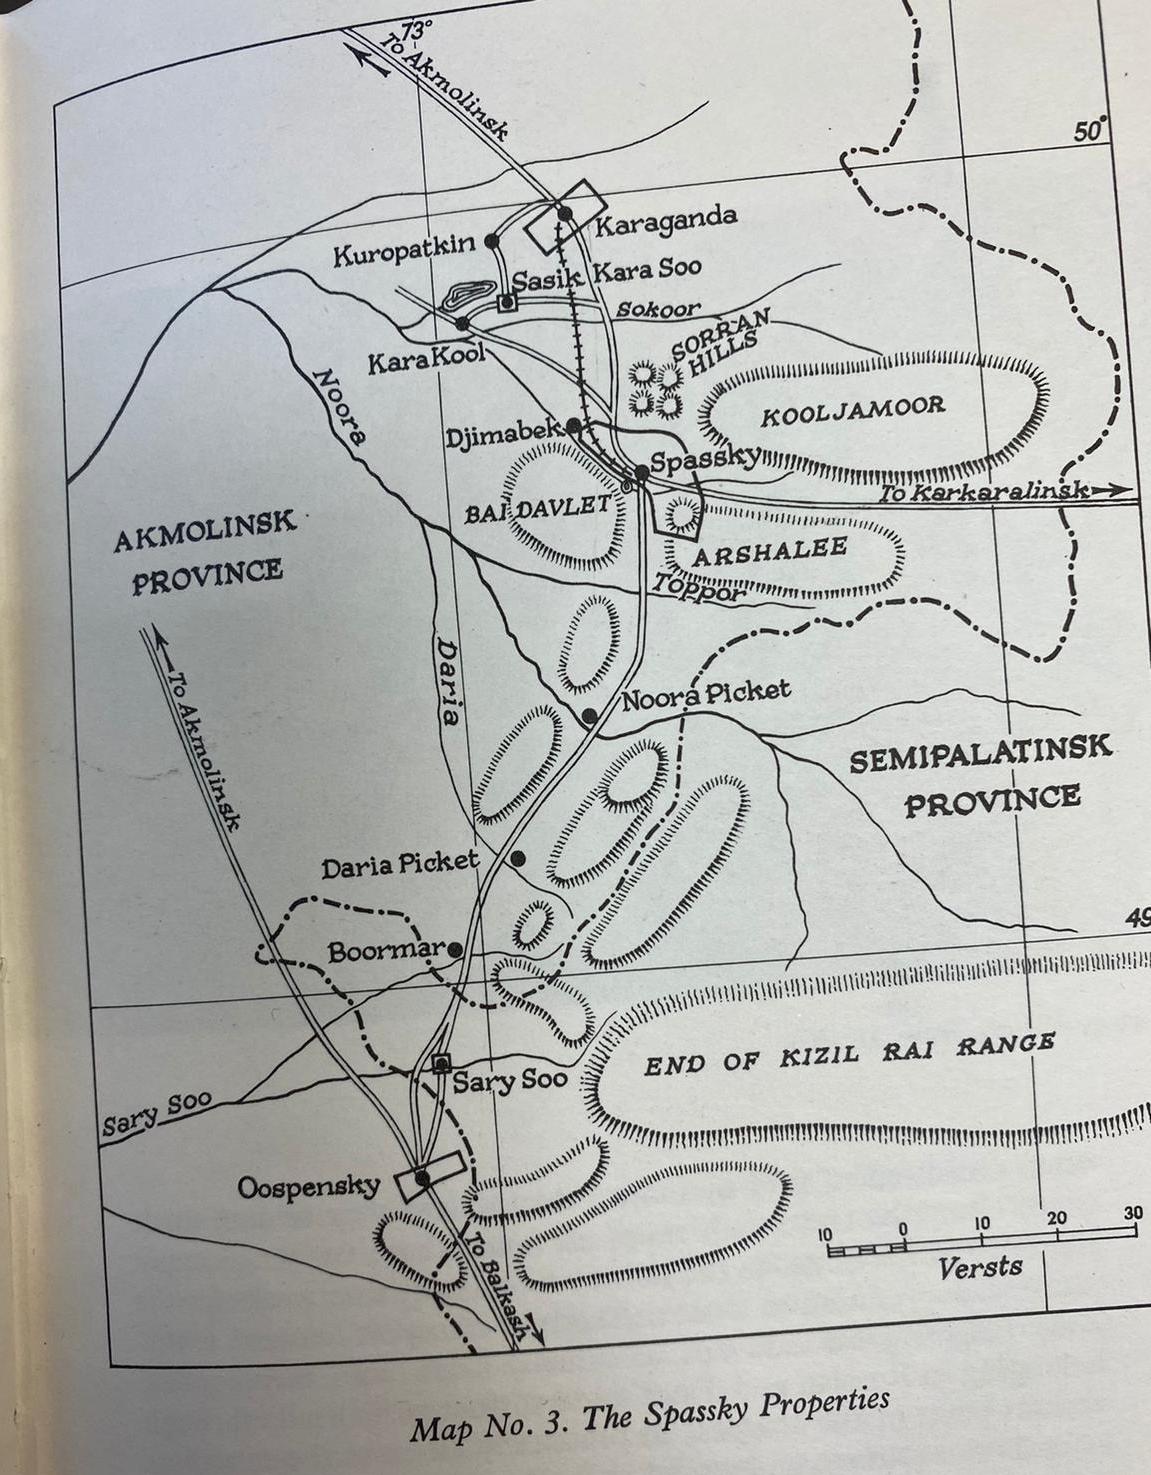 73°
To Akmolinsk
50°
Karaganda
Kuropatkin
Sasik Kara Soo
Sokoor
SORRAN
HILLS
Kara Kool
Noora
KOOLJAMOOR
Djimabek
Spassky
To Karkaralinsk
BAI DAVLET
ARSHALEE
AKMOLINSK
PROVINCE
Toppor
Daria
To Akmolinsk
Noora Picket
SEMIPALATINSK
PROVINCE
Daria Picket
49
Boormar
END OF KIZIL RAI RANGE
Sary Soo
Sary Soo
Oospensky
To Balkash
10 0 10 20 30
Versts
Map No. 3. The Spassky Properties